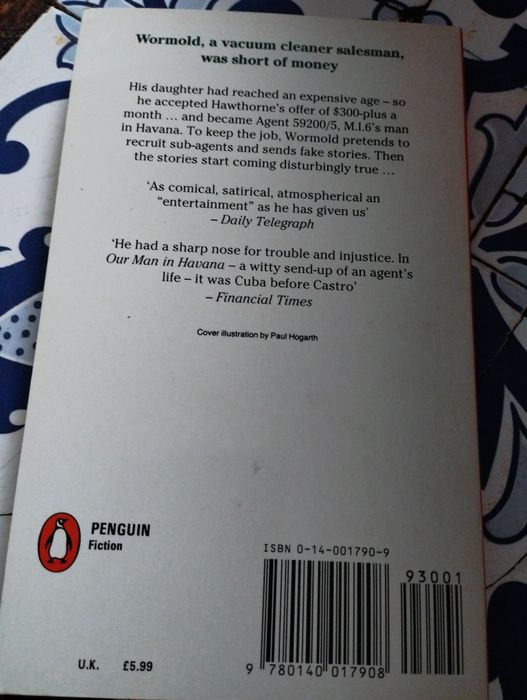 Wormold, a vacuum cleaner salesman,
was short of money
His daughter had reached an expensive age – so
he accepted Hawthorne's offer of $300-plus a
month ... and became Agent 59200/5, M.I.6's man
in Havana. To keep the job, Wormold pretends to
recruit sub-agents and sends fake stories. Then
the stories start coming disturbingly true ...
'As comical, satirical, atmospherical an
"entertainment" as he has given us'
– Daily Telegraph
'He had a sharp nose for trouble and injustice. In
Our Man in Havana – a witty send-up of an agent's
life – it was Cuba before Castro'
– Financial Times
Cover illustration by Paul Hogarth
PENGUIN
Fiction
ISBN 0-14-001790-9
93001
9 780140 017908
U.K. £5.99